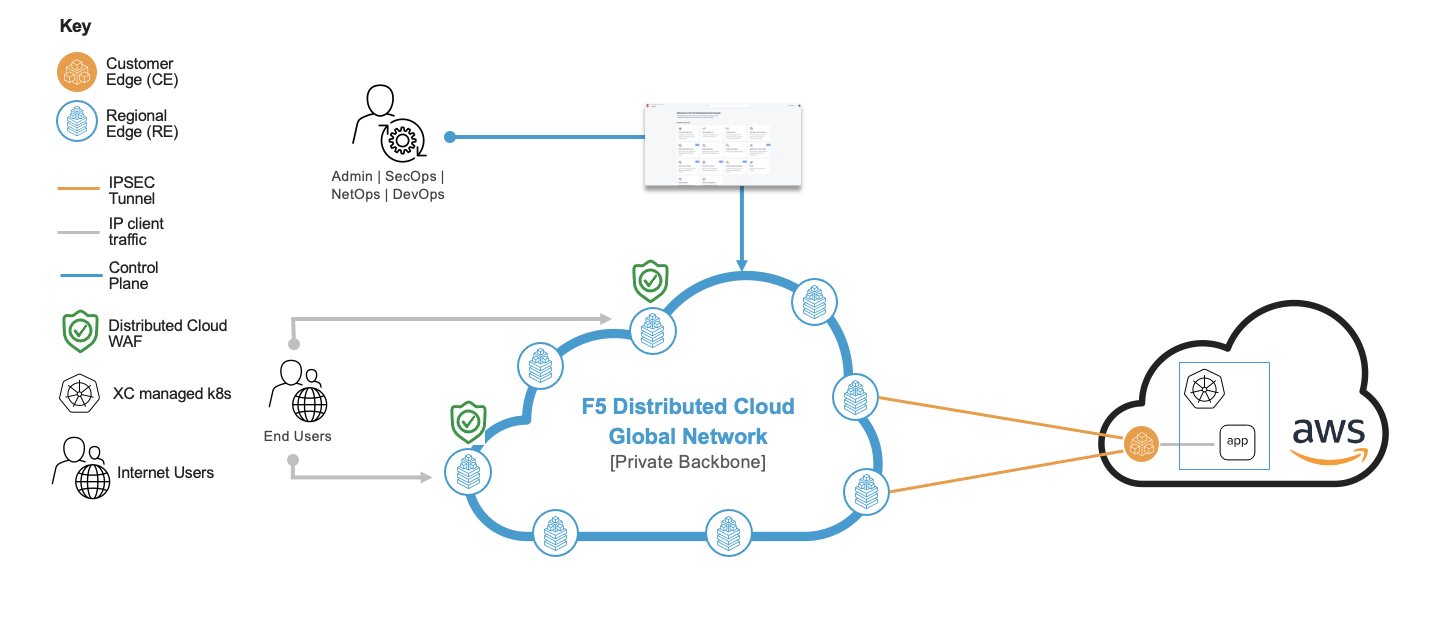 Key
Customer
Edge (CE)
Regional
Edge (RE)
IPSEC
Tunnel
IP client
traffic
Control
Plane
Distributed Cloud
WAF
XC managed k8s
Internet Users
Admin | SecOps |
NetOps | DevOps
End Users
F5 Distributed Cloud
Global Network
[Private Backbone]
app
aws